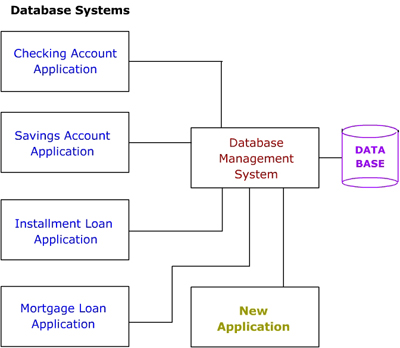 Database Systems
Checking Account
Application
Savings Account
Application
Database
Management
System
DATA
BASE
Installment Loan
Application
Mortgage Loan
Application
New
Application